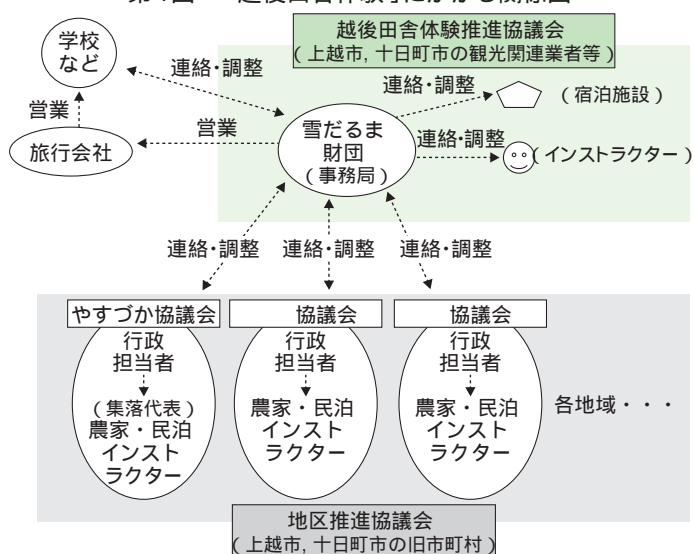 越後田舎体験推進協議会
(上越市,十日町市の観光関連業者等)
学校
など
連絡・調整
連絡・調整
(宿泊施設)
営業
営業
旅行会社
雪だるま
財団
(事務局)
連絡・調整
(インストラクター)
連絡・調整
連絡・調整
連絡・調整
やすづか協議会
行政
担当者
(集落代表)
農家・民泊
インスト
ラクター
協議会
行政
担当者
農家・民泊
インスト
ラクター
協議会
行政
担当者
農家・民泊
インスト
ラクター
各地域・・・
地区推進協議会
(上越市,十日町市の旧市町村)